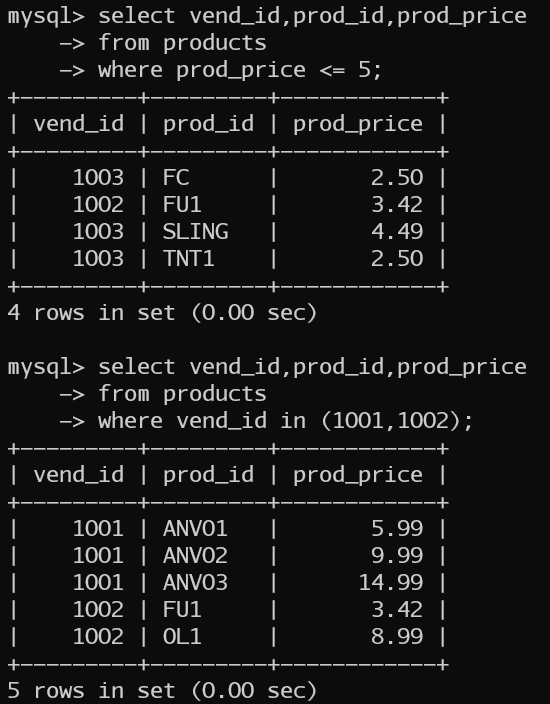 mysql> select vend_id,prod_id,prod_price
    -> from products
    -> where prod_price <= 5;
+---------+---------+------------+
| vend_id | prod_id | prod_price |
+---------+---------+------------+
|    1003 | FC      |       2.50 |
|    1002 | FU1     |       3.42 |
|    1003 | SLING   |       4.49 |
|    1003 | TNT1    |       2.50 |
+---------+---------+------------+
4 rows in set (0.00 sec)

mysql> select vend_id,prod_id,prod_price
    -> from products
    -> where vend_id in (1001,1002);
+---------+---------+------------+
| vend_id | prod_id | prod_price |
+---------+---------+------------+
|    1001 | ANV01   |       5.99 |
|    1001 | ANV02   |       9.99 |
|    1001 | ANV03   |      14.99 |
|    1002 | FU1     |       3.42 |
|    1002 | OL1     |       8.99 |
+---------+---------+------------+
5 rows in set (0.00 sec)